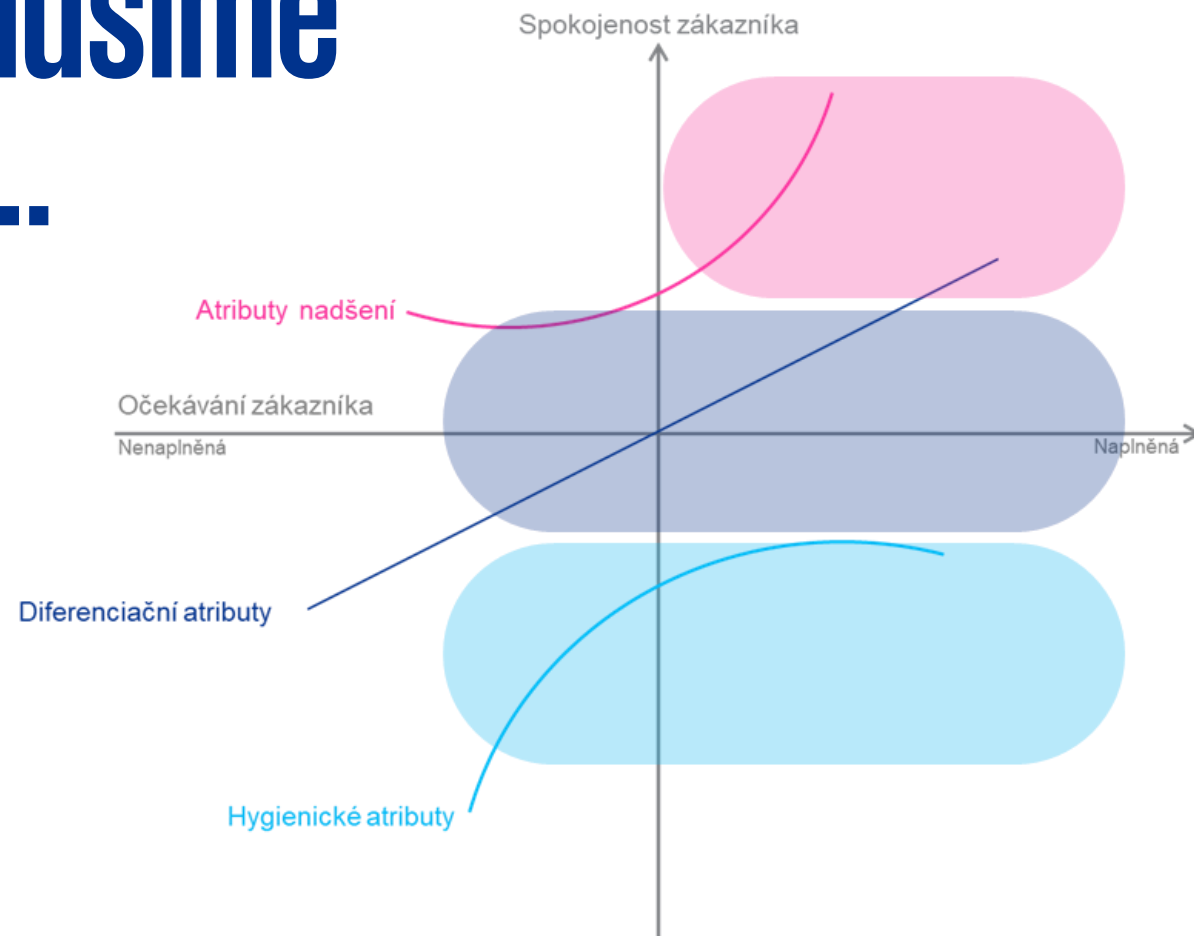 Spokojenost zákazníka
..
Atributy nadšení
Očekávání zákazníka
Nenaplněná
Naplněná
Diferenciační atributy
Hygienické atributy